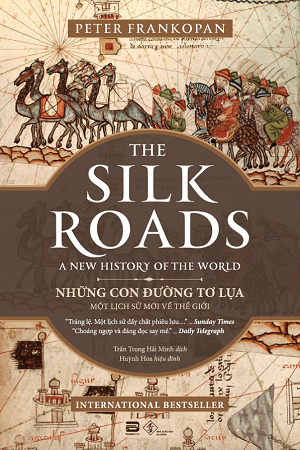 PETER FRANKOPAN
THE
SILK
ROADS
A NEW HISTORY OF THE WORLD
NHỮNG CON ĐƯỜNG TƠ LỤA
MỘT LỊCH SỬ MỚI VỀ THẾ GIỚI
"Tráng lệ. Một lịch sử đầy chất phiêu lưu…" _ Sunday Times
"Choáng ngợp và đáng đọc say mê." _ Daily Telegraph
Trần Trọng Hải Minh dịch
Huỳnh Hoa hiệu đính
INTERNATIONAL BESTSELLER